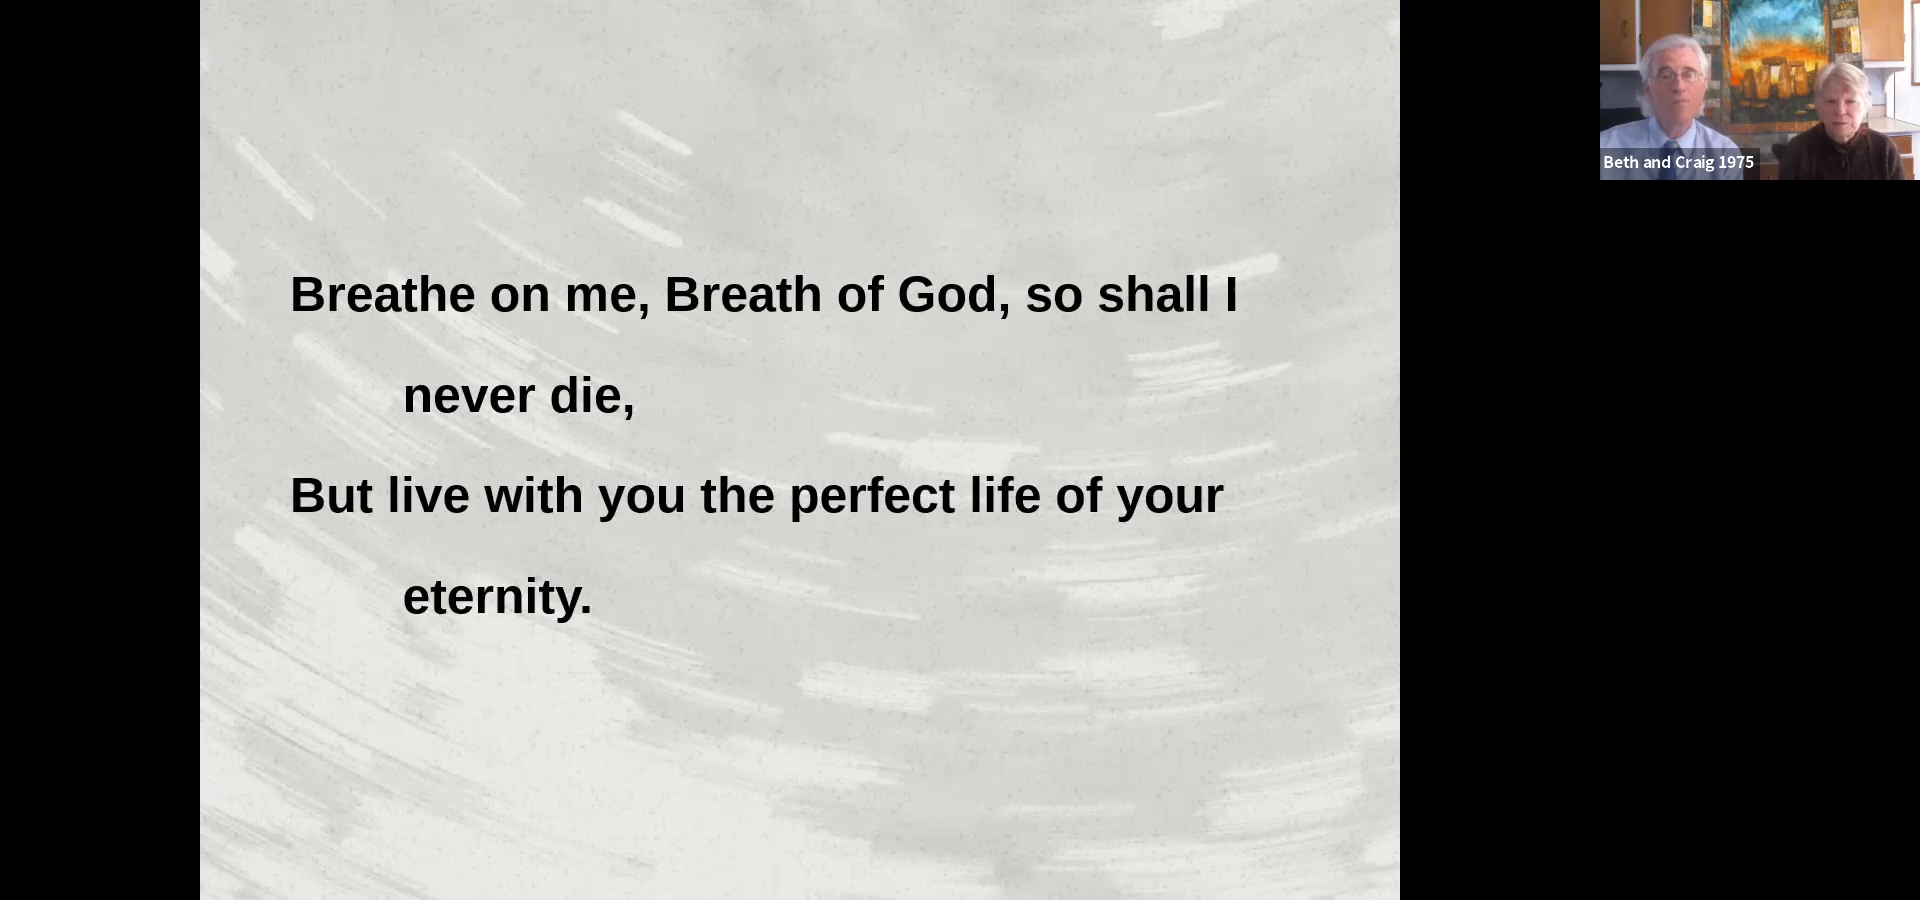 Breathe on me, Breath of God, so shall I
never die,
But live with you the perfect life of your
eternity.
Beth and Craig 1975